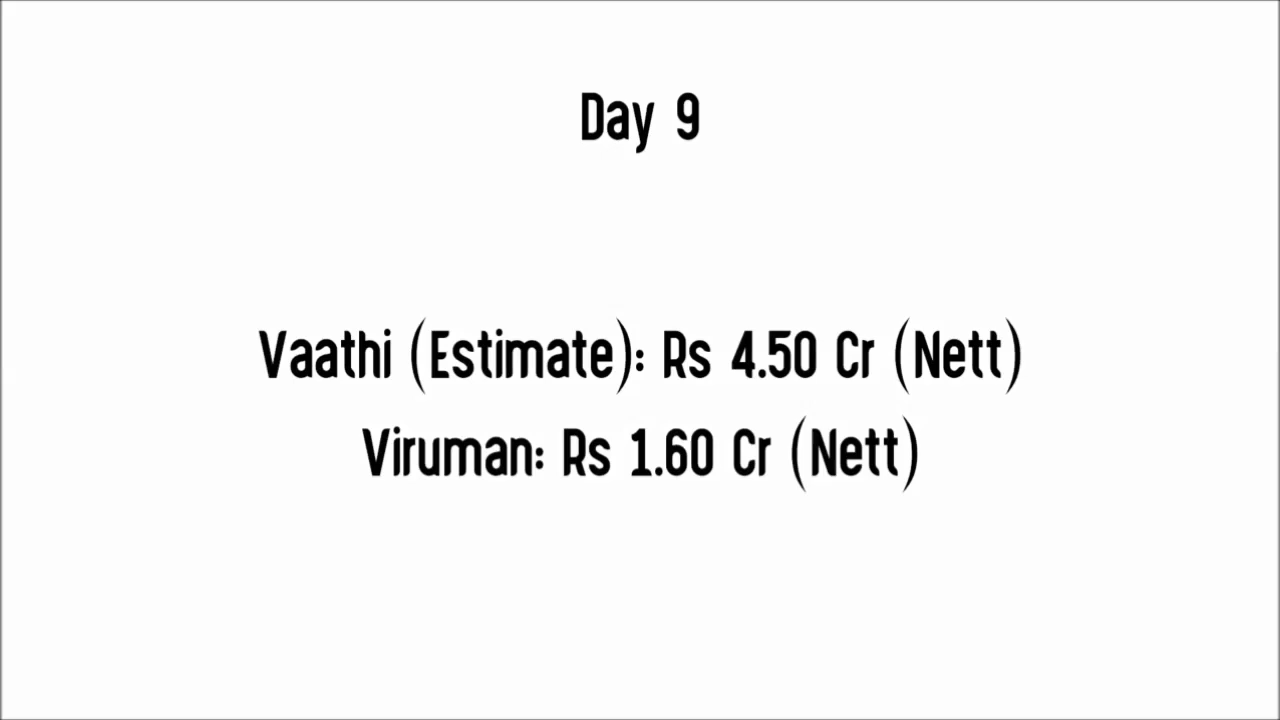 Day 9
Vaathi (Estimate): Rs 4.50 Cr (Nett)
Viruman: Rs 1.60 Cr (Nett)